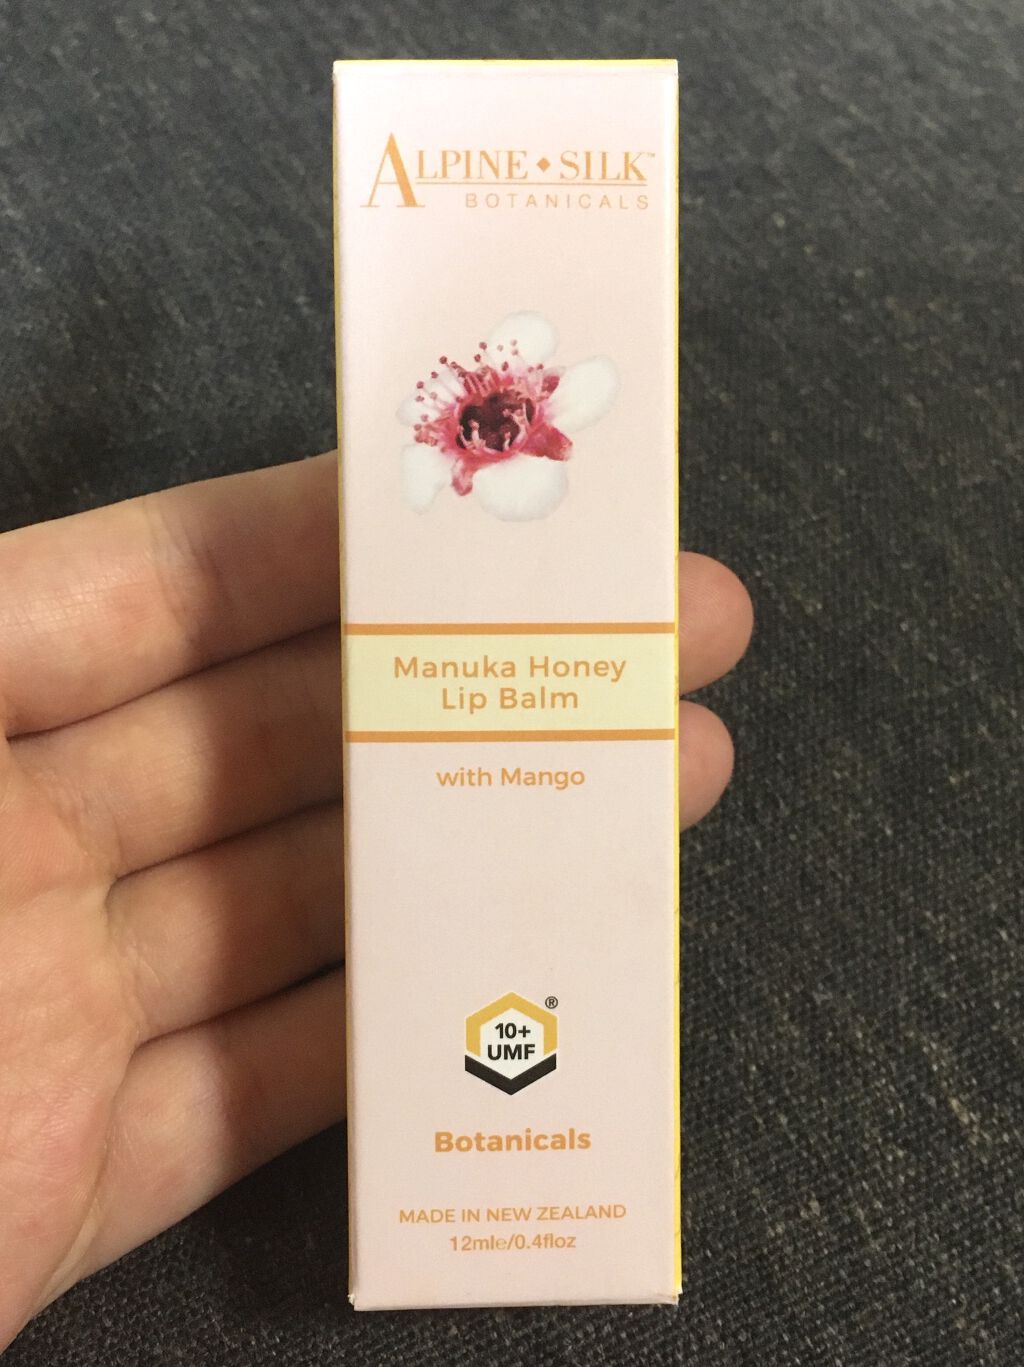 ALPINE ◆ SILK™
BOTANICALS
Manuka Honey
Lip Balm
with Mango
®
10+
UMF
Botanicals
MADE IN NEW ZEALAND
12mle/0.4floz